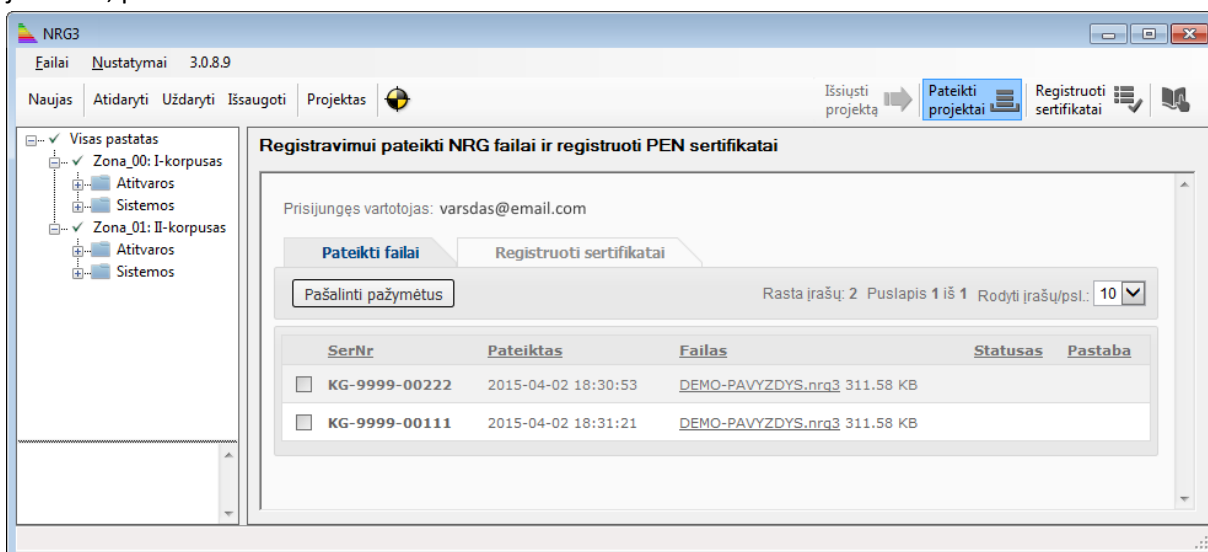 NRG3
Failai Nustatymai 3.0.8.9
Naujas Atidaryti Uždaryti Išsaugoti Projektas
Išsiųsti projektą
Pateikti projektai
Registruoti sertifikatai
Visas pastatas
Zona_00: I-korpusas
Atitvaros
Sistemos
Zona_01: II-korpusas
Atitvaros
Sistemos
Registravimui pateikti NRG failai ir registruoti PEN sertifikatai
Prisijungęs vartotojas: varsdas@email.com
Pateikti failai Registruoti sertifikatai
Pašalinti pažymėtus Rasta įrašų: 2 Puslapis 1 iš 1 Rodyti įrašų/psl.: 10
SerNr Pateiktas Failas Statusas Pastaba
KG-9999-00222 2015-04-02 18:30:53 DEMO-PAVYZDYS.nrg3 311.58 KB
KG-9999-00111 2015-04-02 18:31:21 DEMO-PAVYZDYS.nrg3 311.58 KB